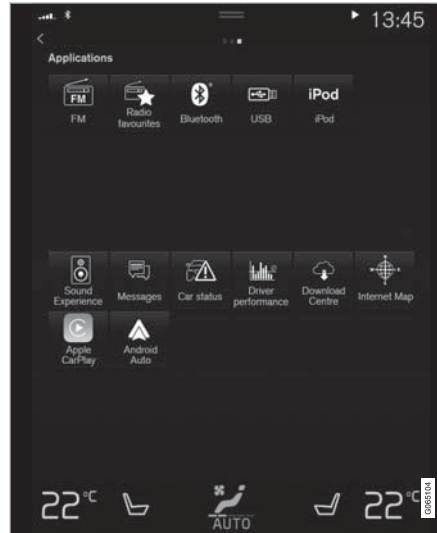 13:45
Applications
FM
FM
Radio
favourites
Bluetooth
USB
iPod
iPod
Sound
Experience
Messages
Car status
Driver
performance
Download
Centre
Internet Map
Apple
CarPlay
Android
Auto
22°C
AUTO
22°C
G065104